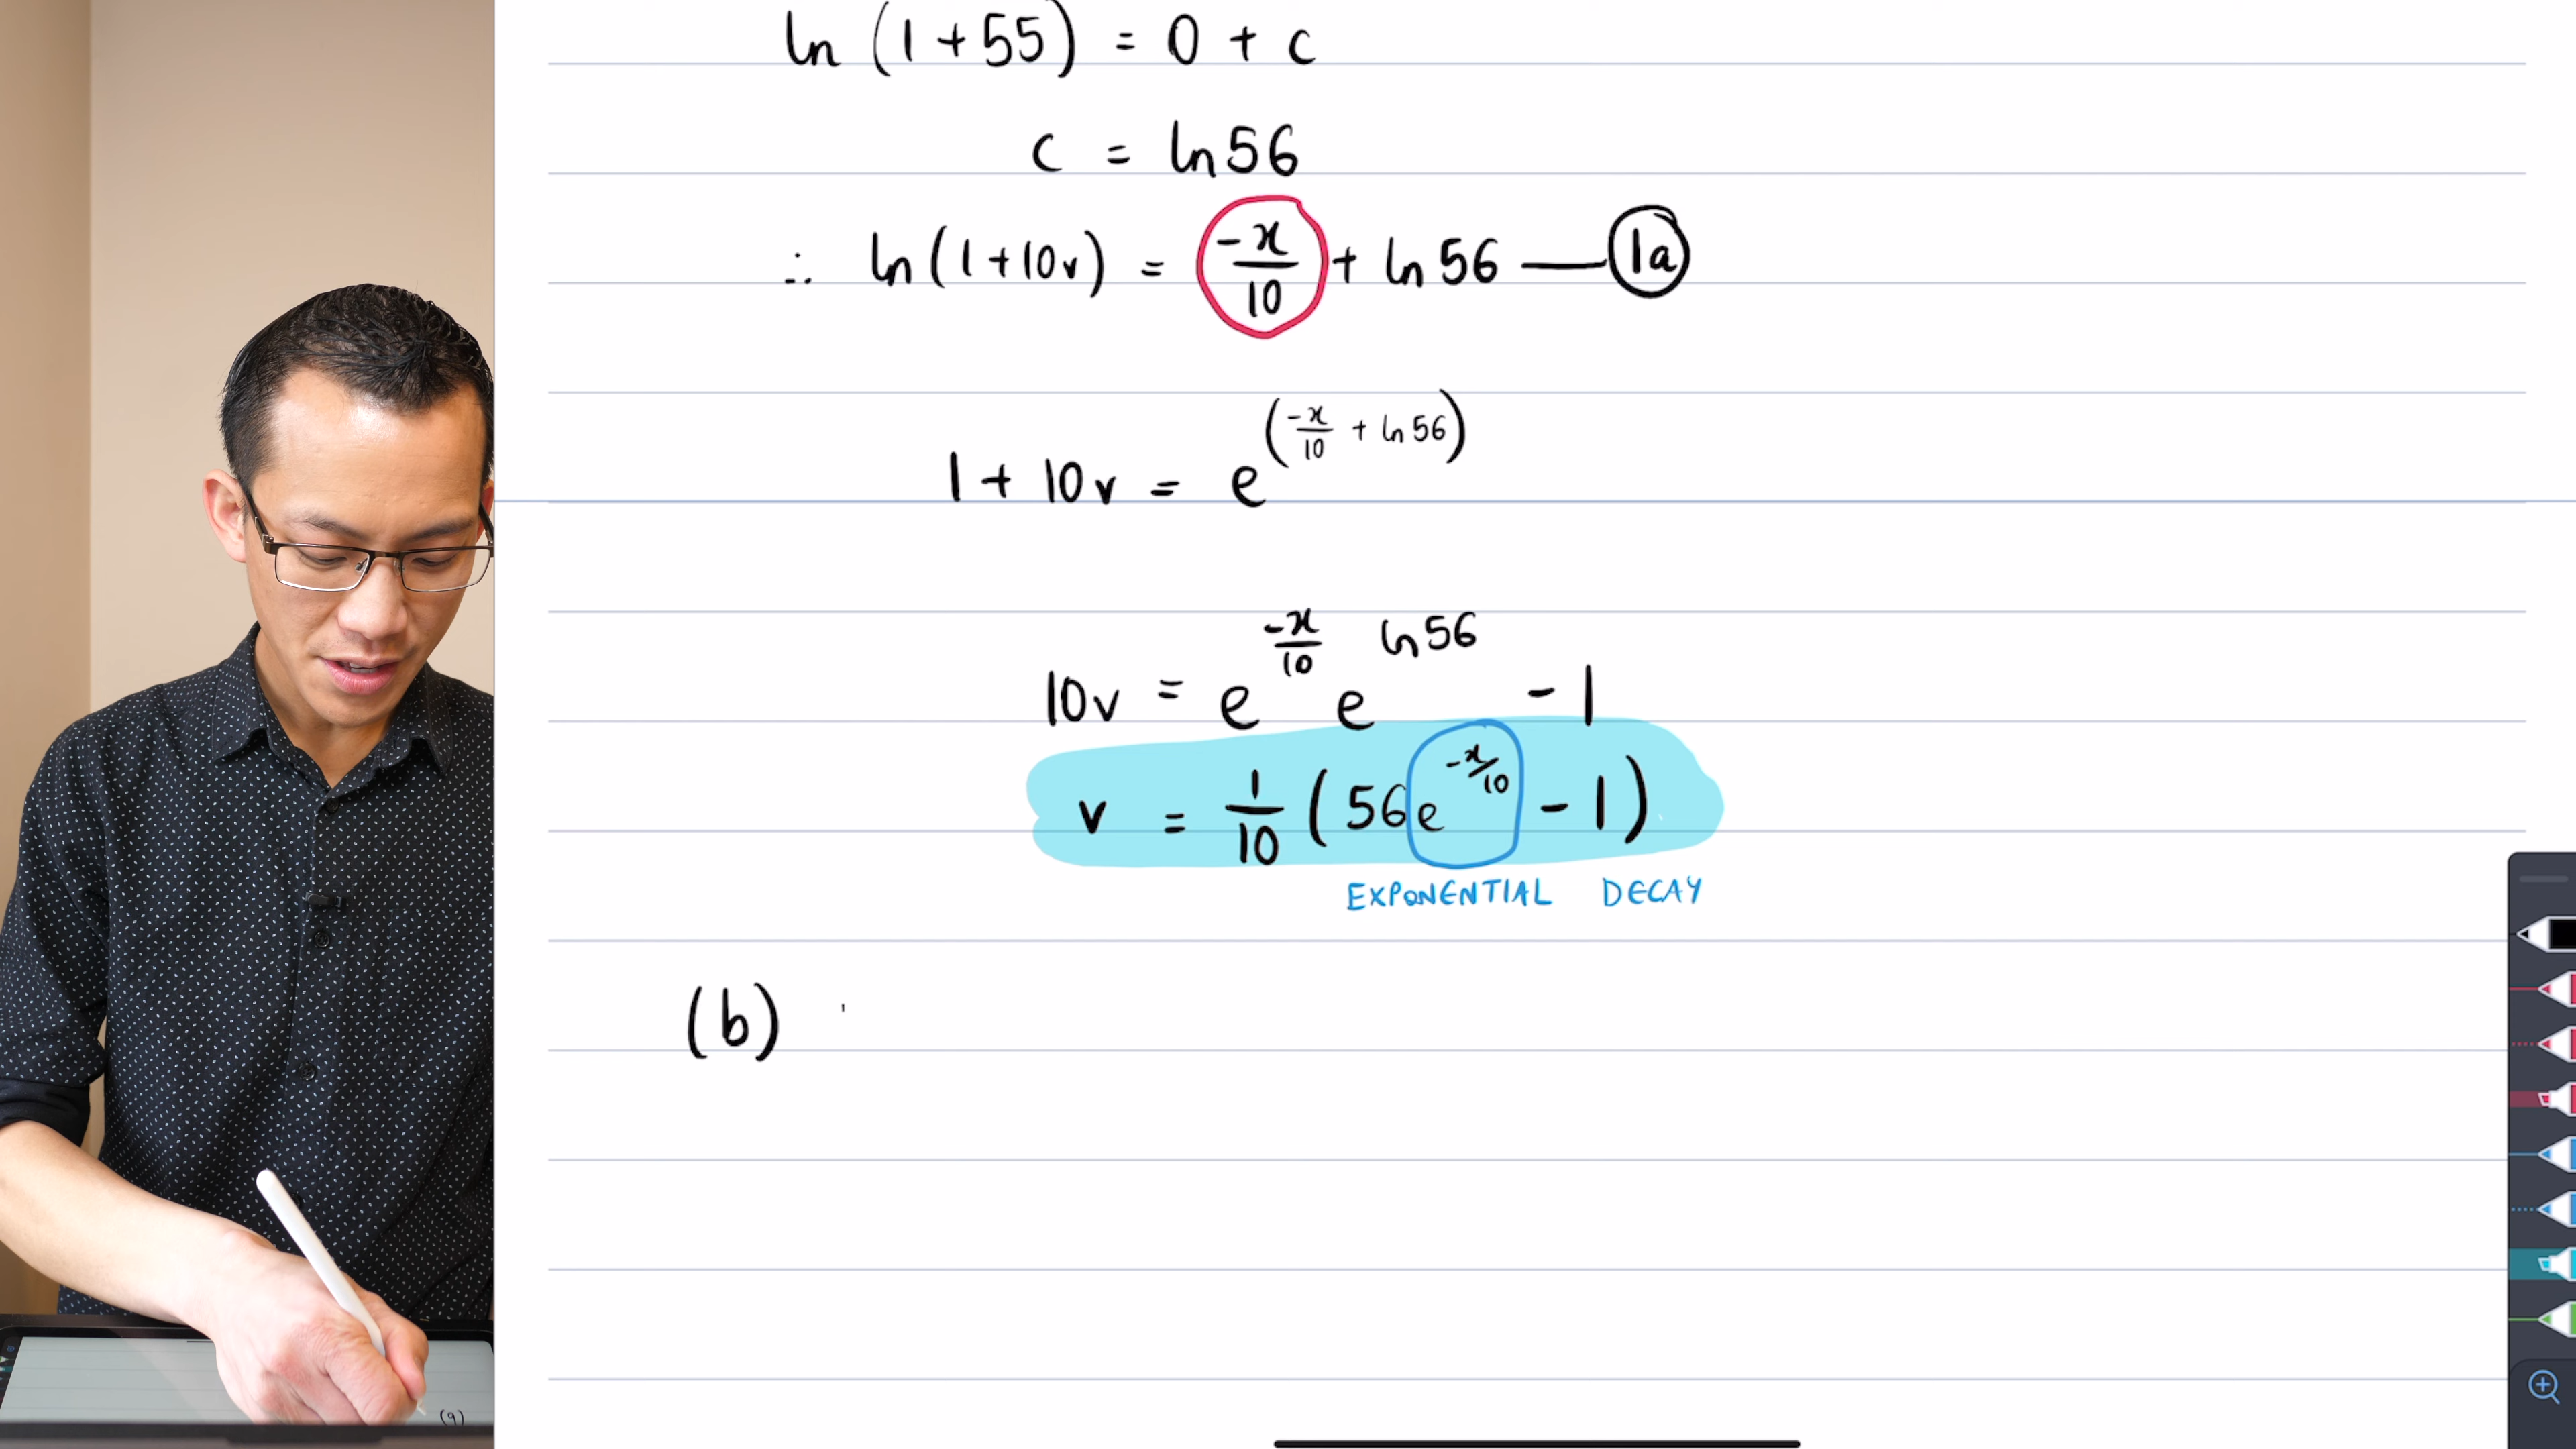 ln (1 + 55) = 0 + c
c = ln 56
∴ ln (1 + 10v) = -x/10 + ln 56 — 1a
1 + 10v = e^(-x/10 + ln 56)
10v = e^-x/10 e^ln 56 - 1
v = 1/10 (56e^-x/10 - 1)
EXPONENTIAL DECAY
(b)